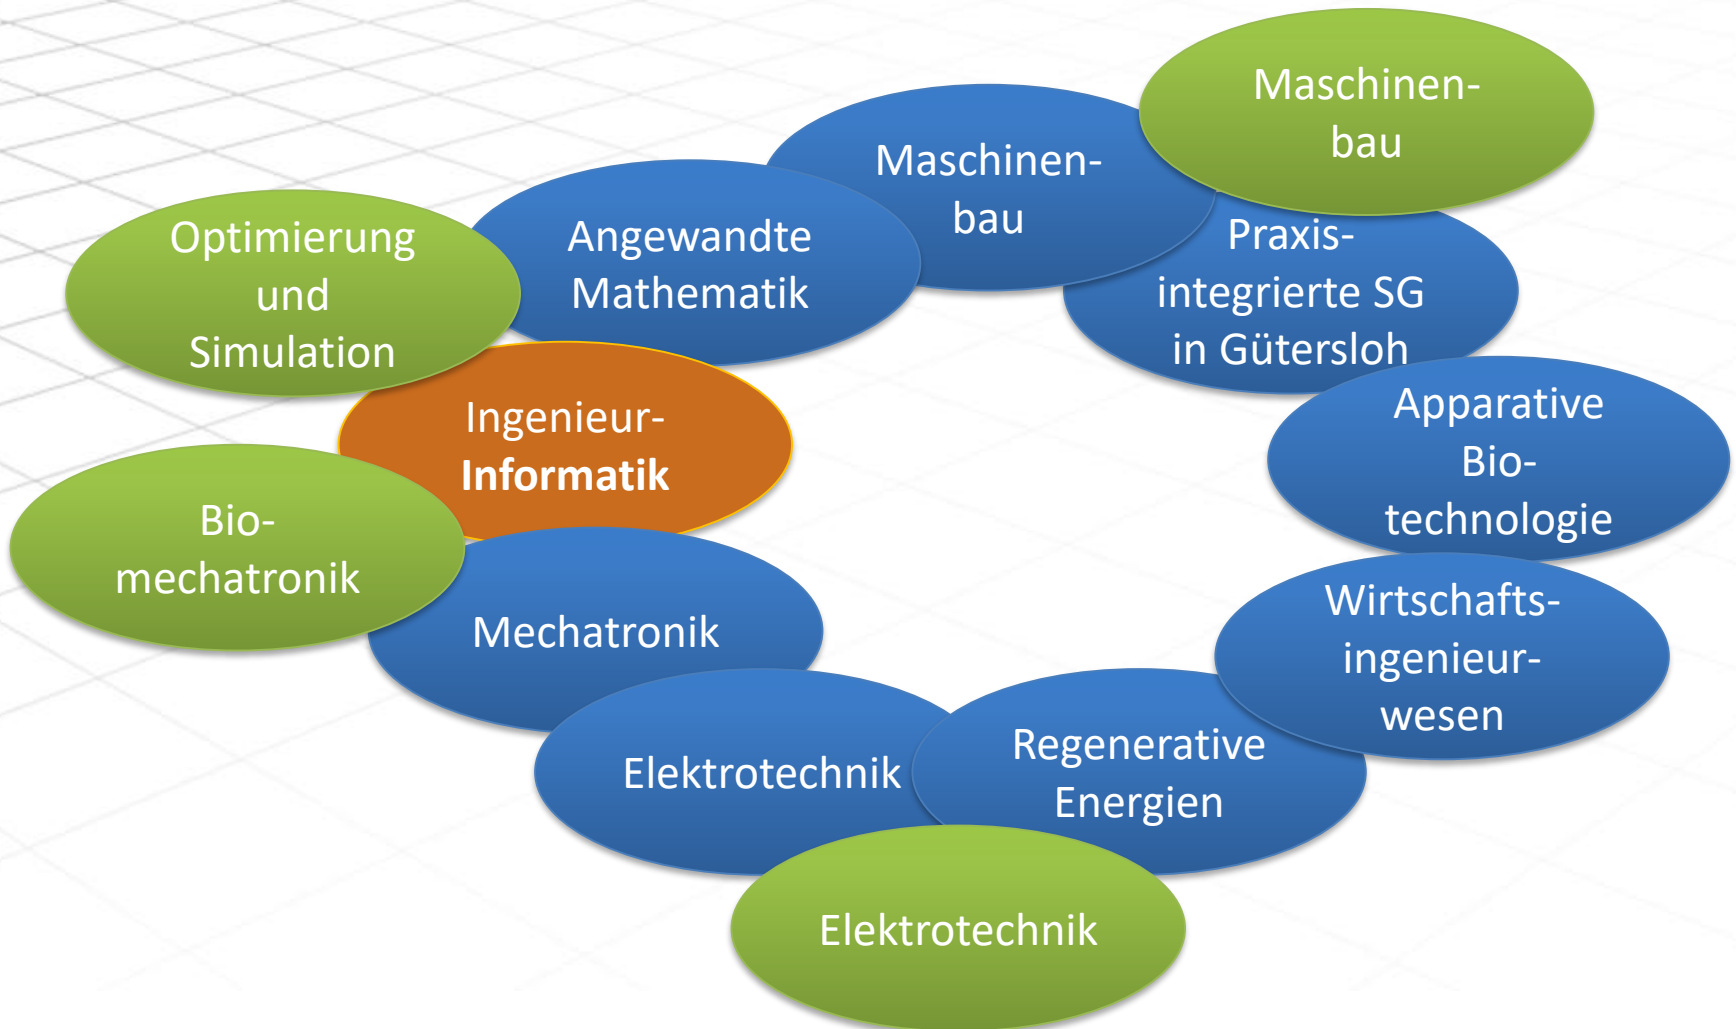 Maschinen-
bau
Maschinen-
bau
Optimierung
und
Simulation
Angewandte
Mathematik
Praxis-
integrierte SG
in Gütersloh
Ingenieur-
Informatik
Apparative
Bio-
technologie
Bio-
mechatronik
Mechatronik
Wirtschafts-
ingenieur-
wesen
Elektrotechnik
Regenerative
Energien
Elektrotechnik